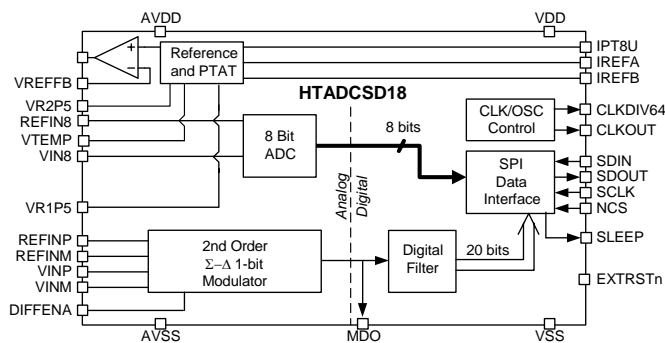 AVDD
VDD
VREFFB
VR2P5
REFIN8
VTEMP
VIN8
VR1P5
REFINP
REFINM
VINP
VINM
DIFFENA
+
−
Reference
and PTAT
HTADCSD18
8 Bit
ADC
8 bits
Analog
Digital
CLK/OSC
Control
SPI
Data
Interface
2nd Order
Σ−Δ 1-bit
Modulator
Digital
Filter
20 bits
IPT8U
IREFA
IREFB
CLKDIV64
CLKOUT
SDIN
SDOUT
SCLK
NCS
SLEEP
EXTRSTn
AVSS
MDO
VSS